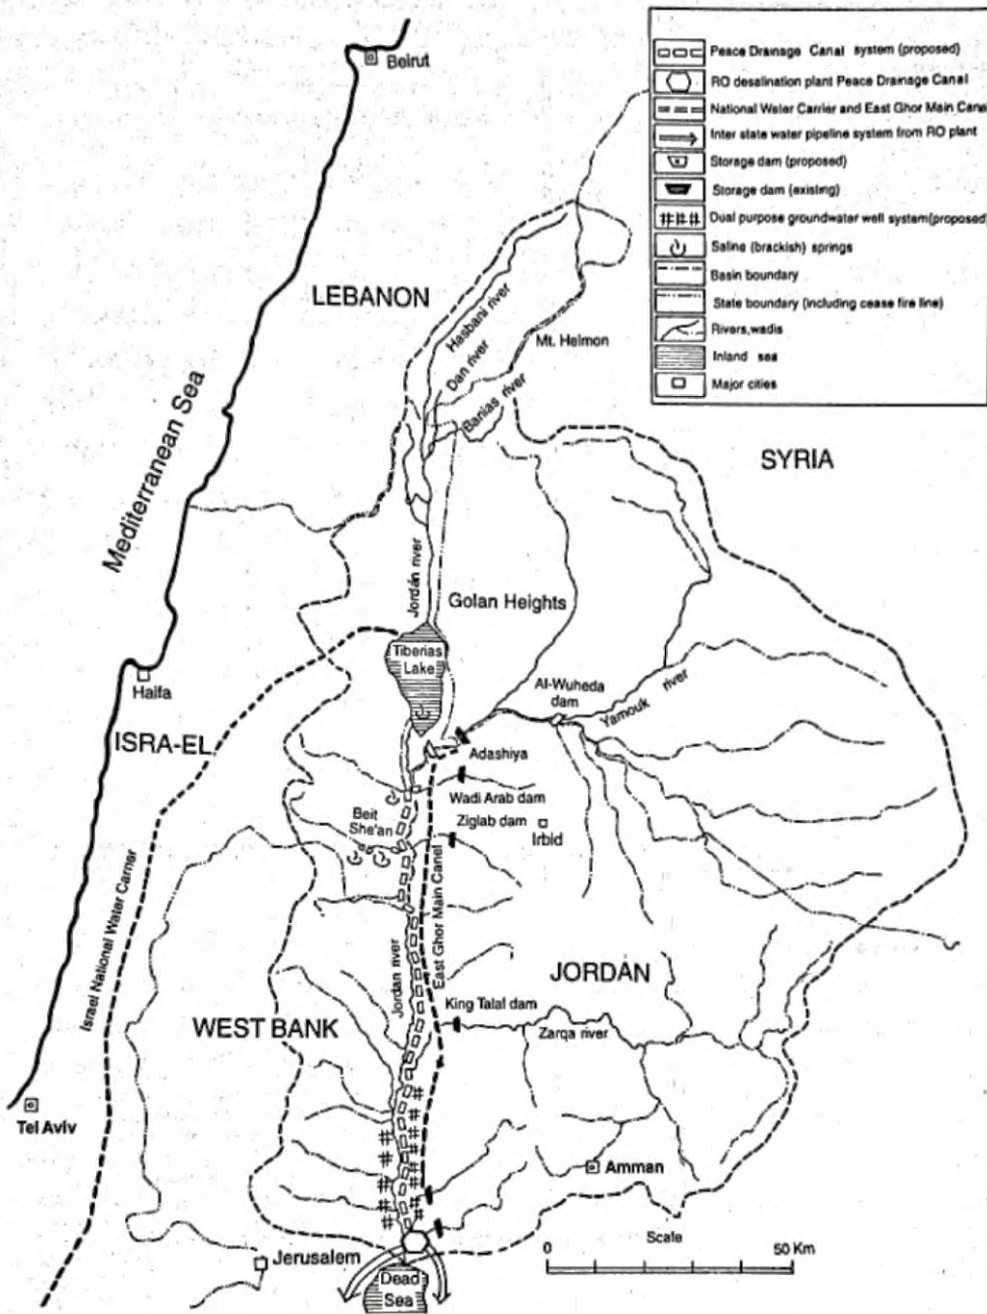 Peace Drainage Canal system (proposed)
RO desalination plant Peace Drainage Canal
National Water Carrier and East Ghor Main Canal
Inter state water pipeline system from RO plant
Storage dam (proposed)
Storage dam (existing)
Dual purpose groundwater well system(proposed)
Saline (brackish) springs
Basin boundary
State boundary (including cease fire line)
Rivers,wadis
Inland sea
Major cities
Beirut
LEBANON
Hasbani river
Dan river
Mt. Helmon
Banias river
SYRIA
Mediterranean Sea
Jordan river
Golan Heights
Tiberias
Lake
Haifa
Al-Wuheda
dam
Yamouk river
ISRA-EL
Adashiya
Wadi Arab dam
Beit
She'an
Ziglab dam
Irbid
Israel National Water Carrier
East Ghor Main Canel
Jordan river
JORDAN
King Talal dam
WEST BANK
Zarqa river
Tel Aviv
Amman
Jerusalem
Scale
0 50 Km
Dead
Sea